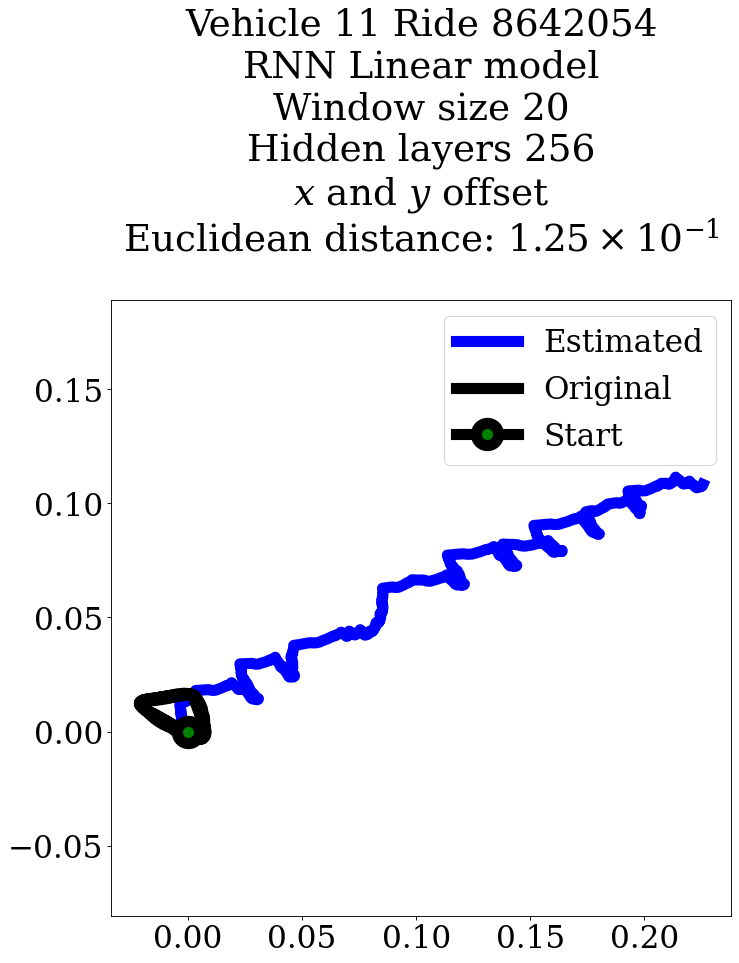 Vehicle 11 Ride 8642054
RNN Linear model
Window size 20
Hidden layers 256
x and y offset
Euclidean distance: 1.25 × 10⁻¹
Estimated
Original
Start
0.15
0.10
0.05
0.00
−0.05
0.00 0.05 0.10 0.15 0.20